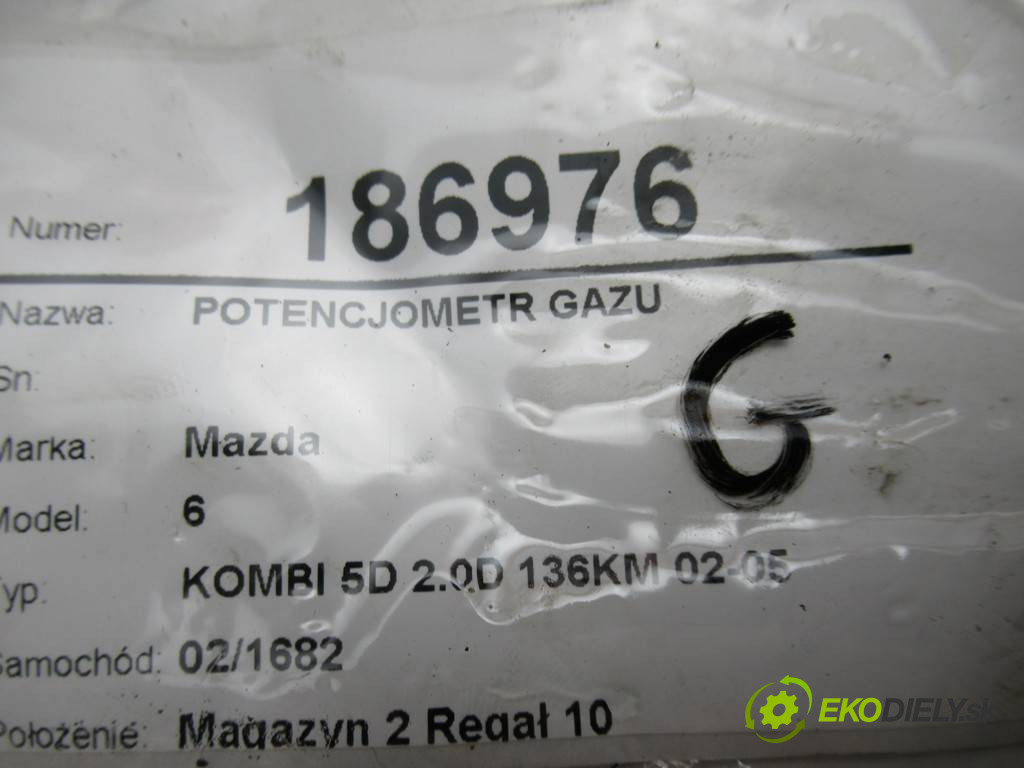 Numer: 186976
Nazwa: POTENCJOMETR GAZU
Sn:
Marka: Mazda
Model: 6
Typ: KOMBI 5D 2.0D 136KM 02-05
Samochód: 02/1682
Położenie: Magazyn 2 Regał 10
G
EKODIELY.sk